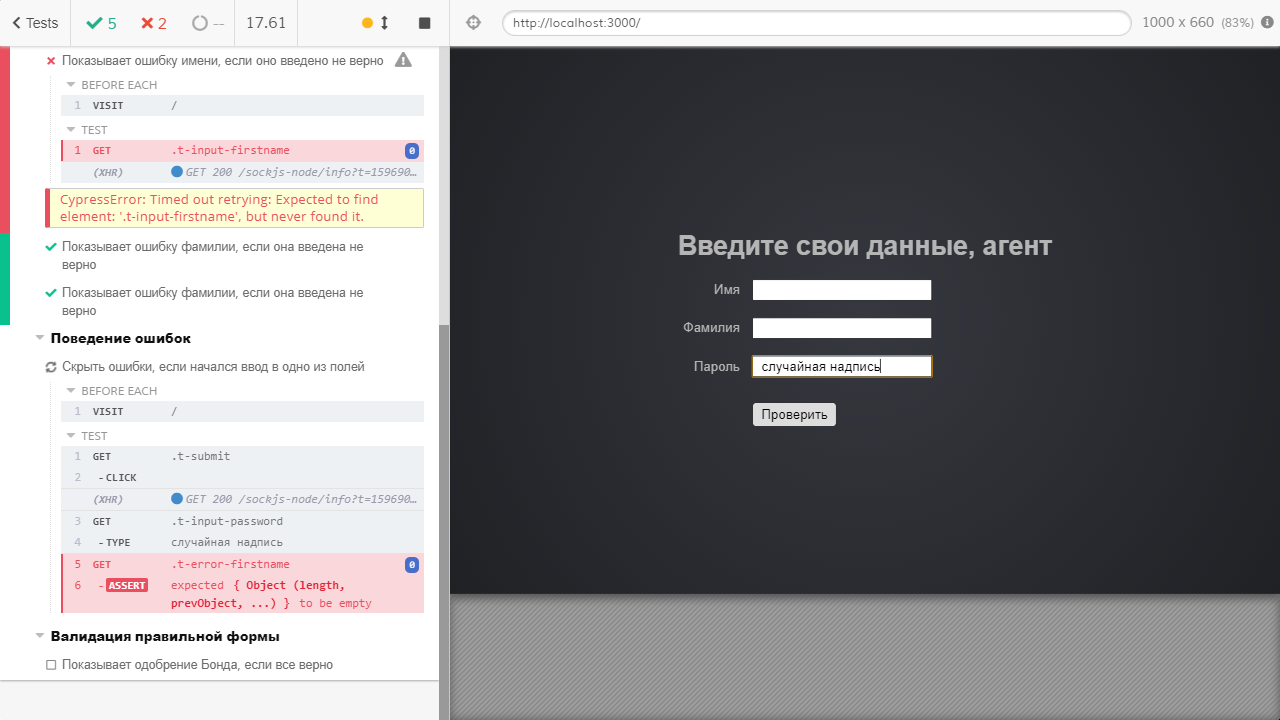 Tests
5
2
--
17.61
http://localhost:3000/
1000 x 660 (83%)
Показывает ошибку имени, если оно введено не верно
BEFORE EACH
1 VISIT /
TEST
1 GET .t-input-firstname 0
(XHR) GET 200 /sockjs-node/info?t=159690…
CypressError: Timed out retrying: Expected to find
element: '.t-input-firstname', but never found it.
Показывает ошибку фамилии, если она введена не
верно
Показывает ошибку фамилии, если она введена не
верно
Поведение ошибок
Скрыть ошибки, если начался ввод в одно из полей
BEFORE EACH
1 VISIT /
TEST
1 GET .t-submit
2 -CLICK
(XHR) GET 200 /sockjs-node/info?t=159690…
3 GET .t-input-password
4 -TYPE случайная надпись
5 GET .t-error-firstname 0
6 -ASSERT expected { Object (length,
prevObject, ...) } to be empty
Валидация правильной формы
Показывает одобрение Бонда, если все верно
Введите свои данные, агент
Имя
Фамилия
Пароль случайная надпись
Проверить